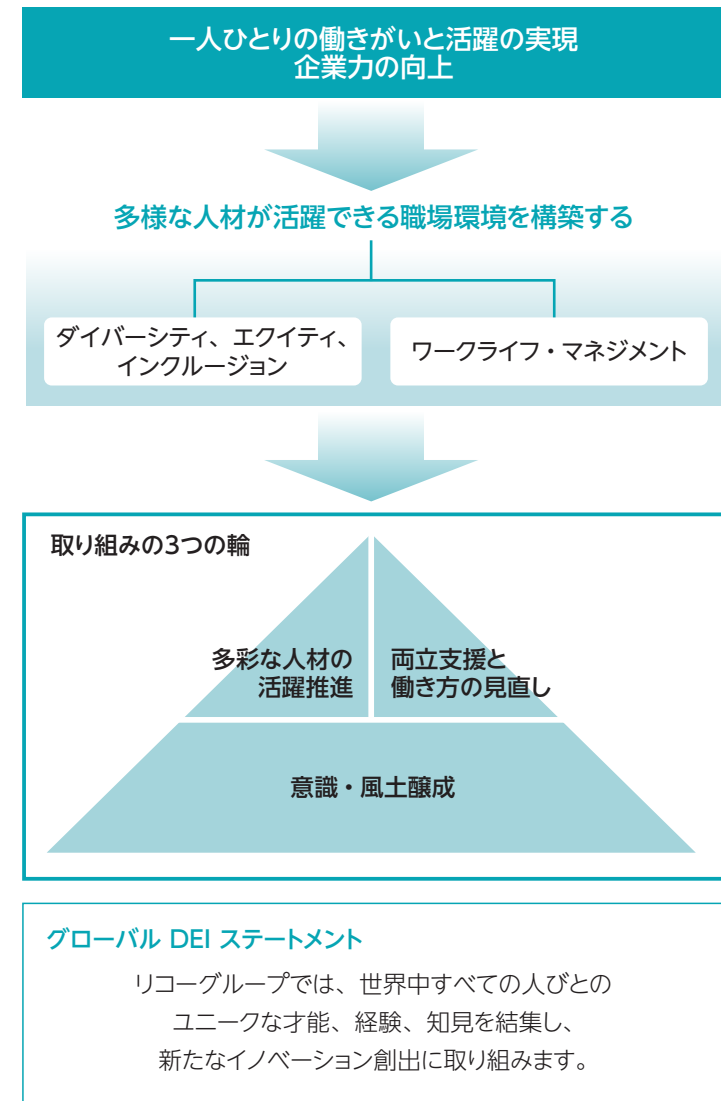 一人ひとりの働きがいと活躍の実現
企業力の向上
多様な人材が活躍できる職場環境を構築する
ダイバーシティ、エクイティ、
インクルージョン
ワークライフ・マネジメント
取り組みの3つの輪
多彩な人材の
活躍推進
両立支援と
働き方の見直し
意識・風土醸成
グローバル DEI ステートメント
リコーグループでは、世界中すべての人びとの
ユニークな才能、経験、知見を結集し、
新たなイノベーション創出に取り組みます。